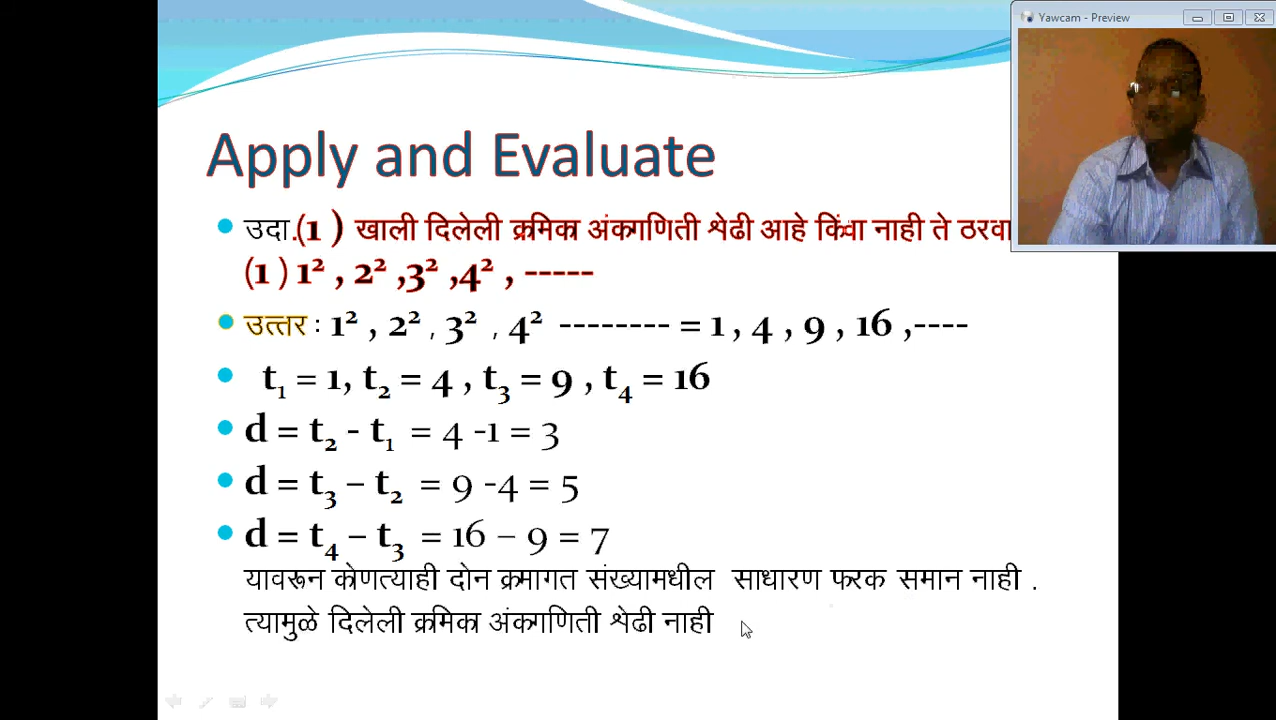 Yawcam - Preview
Apply and Evaluate
उदा.(1) खाली दिलेली क्रमिका अंकगणिती श्रेढी आहे किंवा नाही ते ठरवा
(1) 1² , 2² ,3² ,4² , -----
उत्तर : 1² , 2² , 3² , 4² -------- = 1 , 4 , 9 , 16 ,----
t₁ = 1, t₂ = 4 , t₃ = 9 , t₄ = 16
d = t₂ - t₁ = 4 -1 = 3
d = t₃ – t₂ = 9 -4 = 5
d = t₄ – t₃ = 16 – 9 = 7
यावरून कोणत्याही दोन क्रमागत संख्यामधील साधारण फरक समान नाही .
त्यामुळे दिलेली क्रमिका अंकगणिती श्रेढी नाही